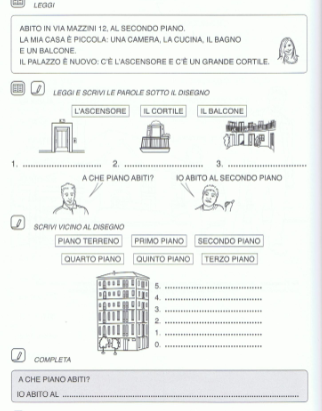 LEGGI
ABITO IN VIA MAZZINI 12, AL SECONDO PIANO.
LA MIA CASA È PICCOLA: UNA CAMERA, LA CUCINA, IL BAGNO
E UN BALCONE.
IL PALAZZO È NUOVO: C'È L'ASCENSORE E C'È UN GRANDE CORTILE.
LEGGI E SCRIVI LE PAROLE SOTTO IL DISEGNO
L'ASCENSORE IL CORTILE IL BALCONE
1. 2. 3.
A CHE PIANO ABITI? IO ABITO AL SECONDO PIANO
SCRIVI VICINO AL DISEGNO
PIANO TERRENO PRIMO PIANO SECONDO PIANO
QUARTO PIANO QUINTO PIANO TERZO PIANO
5.
4.
3.
2.
1.
0.
COMPLETA
A CHE PIANO ABITI?
IO ABITO AL